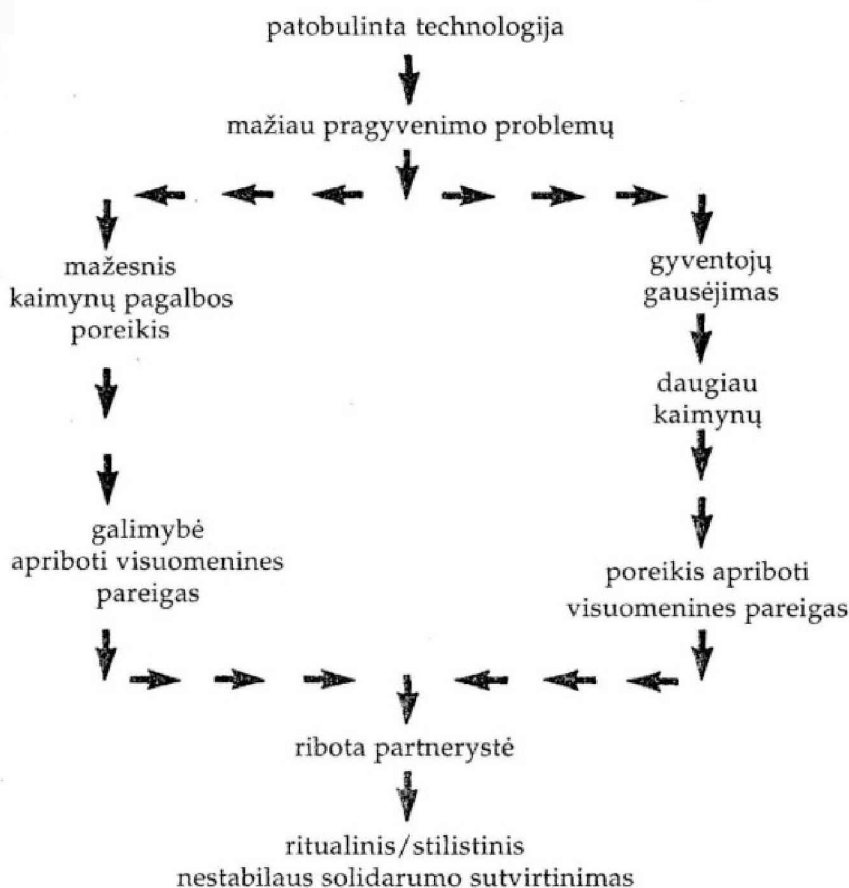 patobulinta technologija
mažiau pragyvenimo problemų
mažesnis
kaimynų pagalbos
poreikis
galimybė
apriboti visuomenines
pareigas
gyventojų
gausėjimas
daugiau
kaimynų
poreikis apriboti
visuomenines pareigas
ribota partnerystė
ritualinis/stilistinis
nestabilaus solidarumo sutvirtinimas